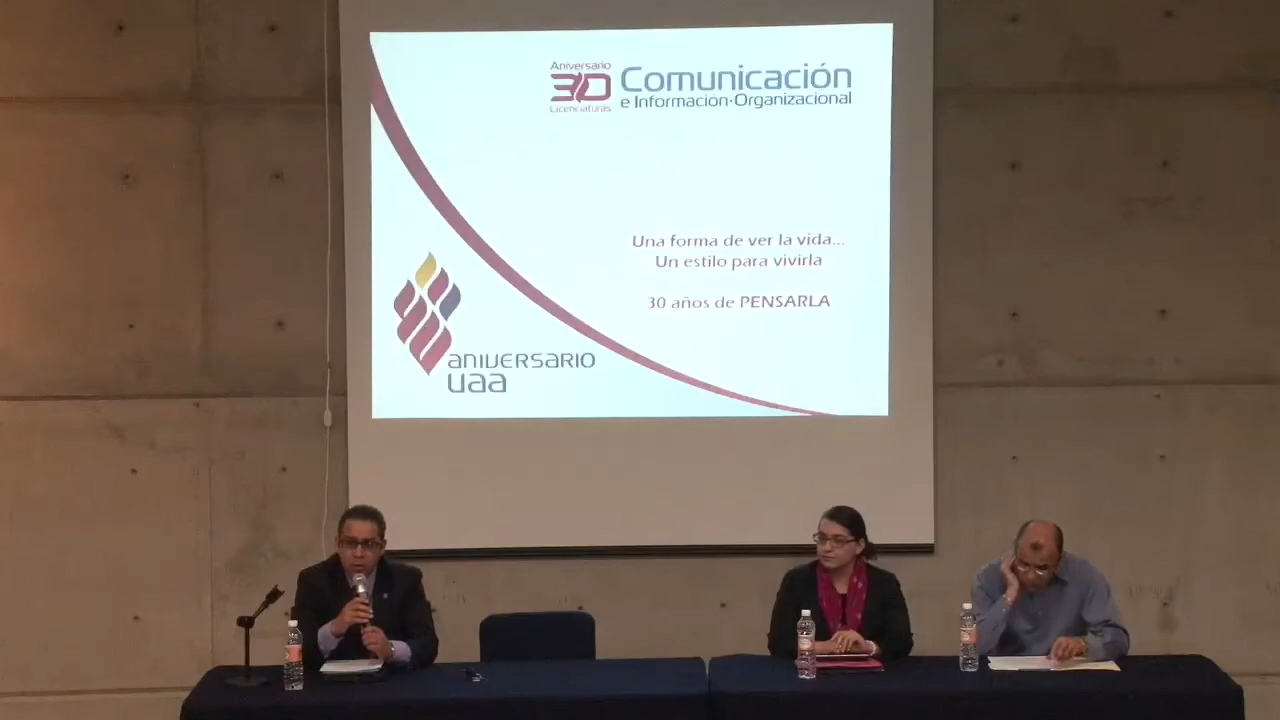 Aniversario
30
Licenciaturas
Comunicación
e Información·Organizacional
Una forma de ver la vida...
Un estilo para vivirla
30 años de PENSARLA
ANIVERSARIO
uaa